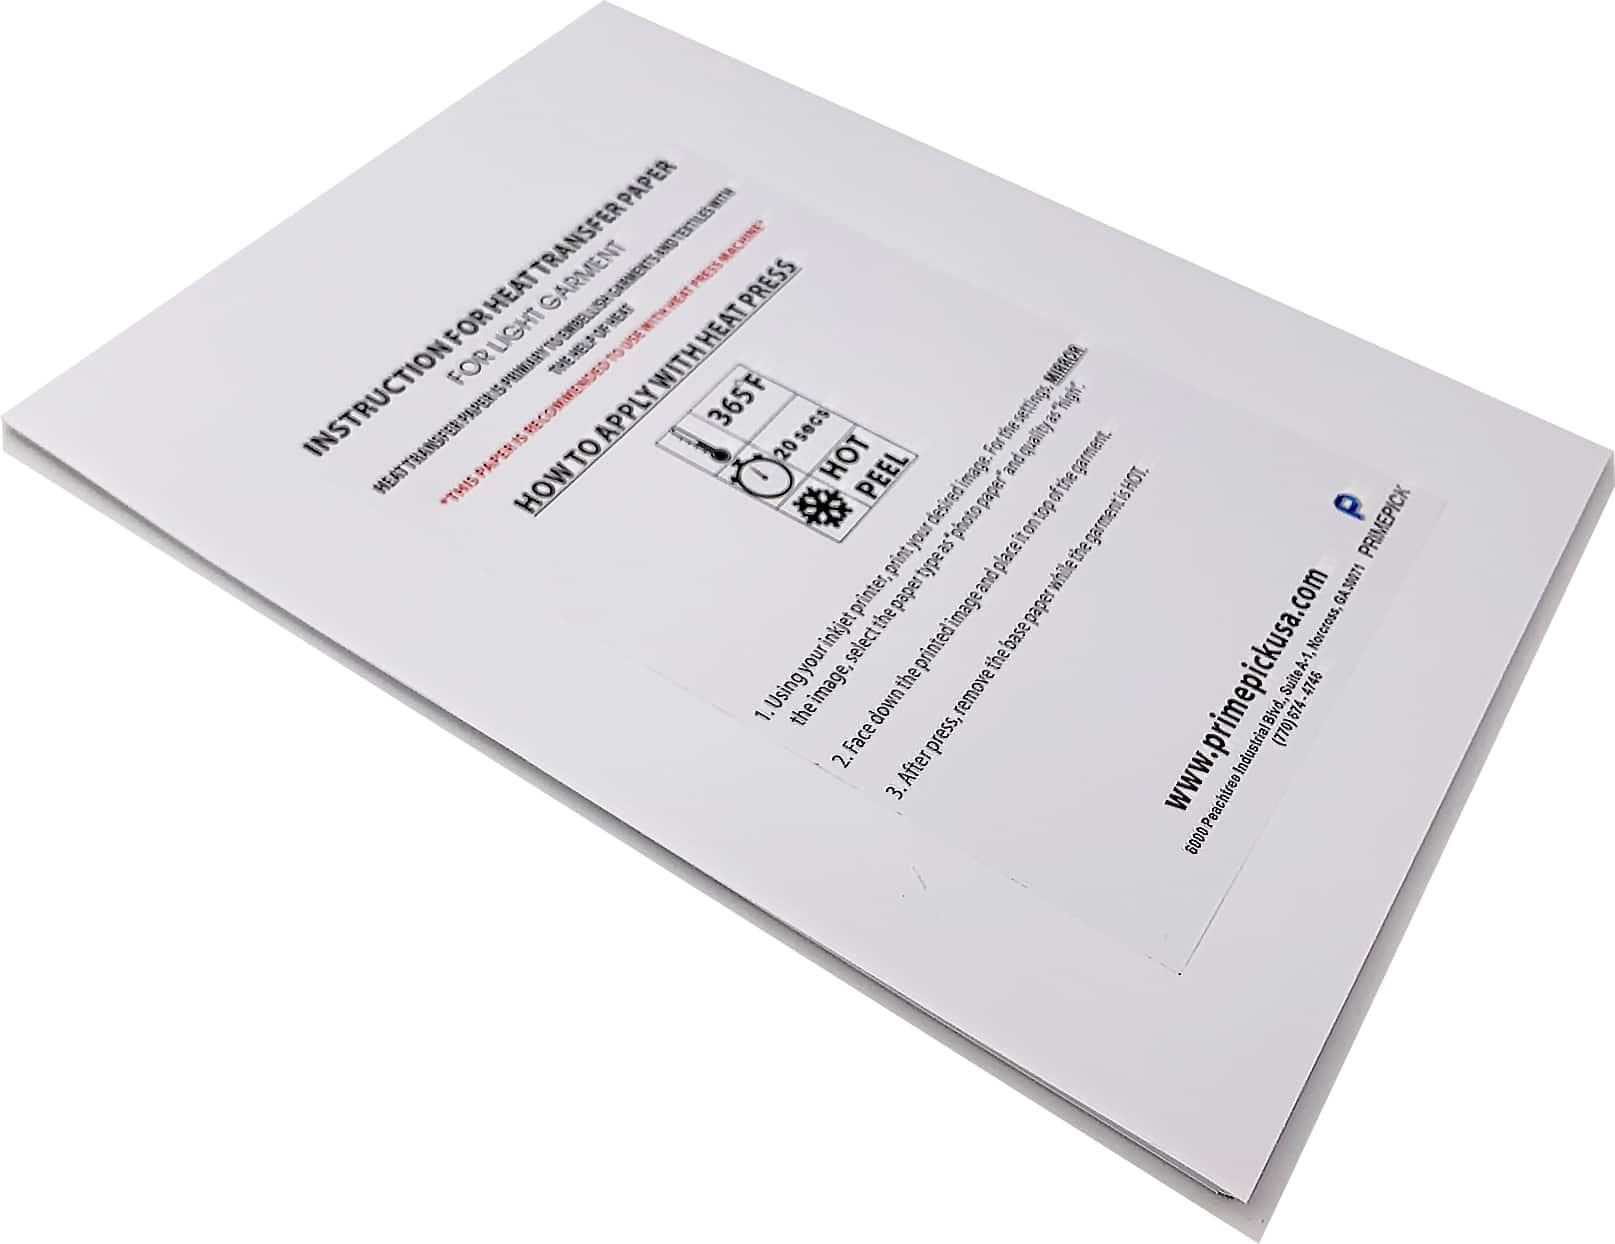 INSTRUCTION FOR HEAT TRANSFER PAPER
FOR LIGHT GARMENT
HEAT TRANSFER PAPER IS PRIMARY TO EMBELLISH GARMENTS AND TEXTILES WITH
THE HELP OF HEAT
*THIS PAPER IS RECOMMENDED TO USE WITH HEAT PRESS MACHINE*
HOW TO APPLY WITH HEAT PRESS
365°F
20 secs
HOT
PEEL
1. Using your inkjet printer, print your desired image. For the settings, MIRROR
the image, select the paper type as "photo paper" and quality as "high".
2. Face down the printed image and place it on top of the garment.
3. After press, remove the base paper while the garment is HOT.
www.primepickusa.com
6000 Peachtree Industrial Blvd., Suite A-1, Norcross, GA 30071
(770) 674 - 4746
P
PRIMEPICK